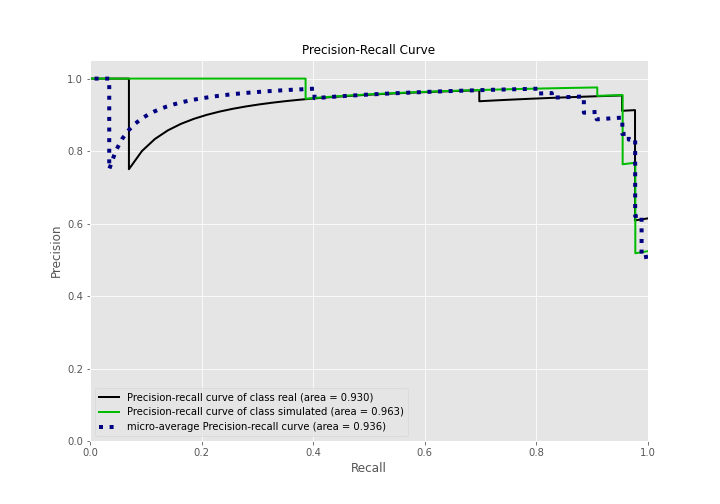 Precision-Recall Curve
1.0
0.8
0.6
0.4
0.2
0.0
Precision
Precision-recall curve of class real (area = 0.930)
Precision-recall curve of class simulated (area = 0.963)
micro-average Precision-recall curve (area = 0.936)
0.0 0.2 0.4 0.6 0.8 1.0
Recall